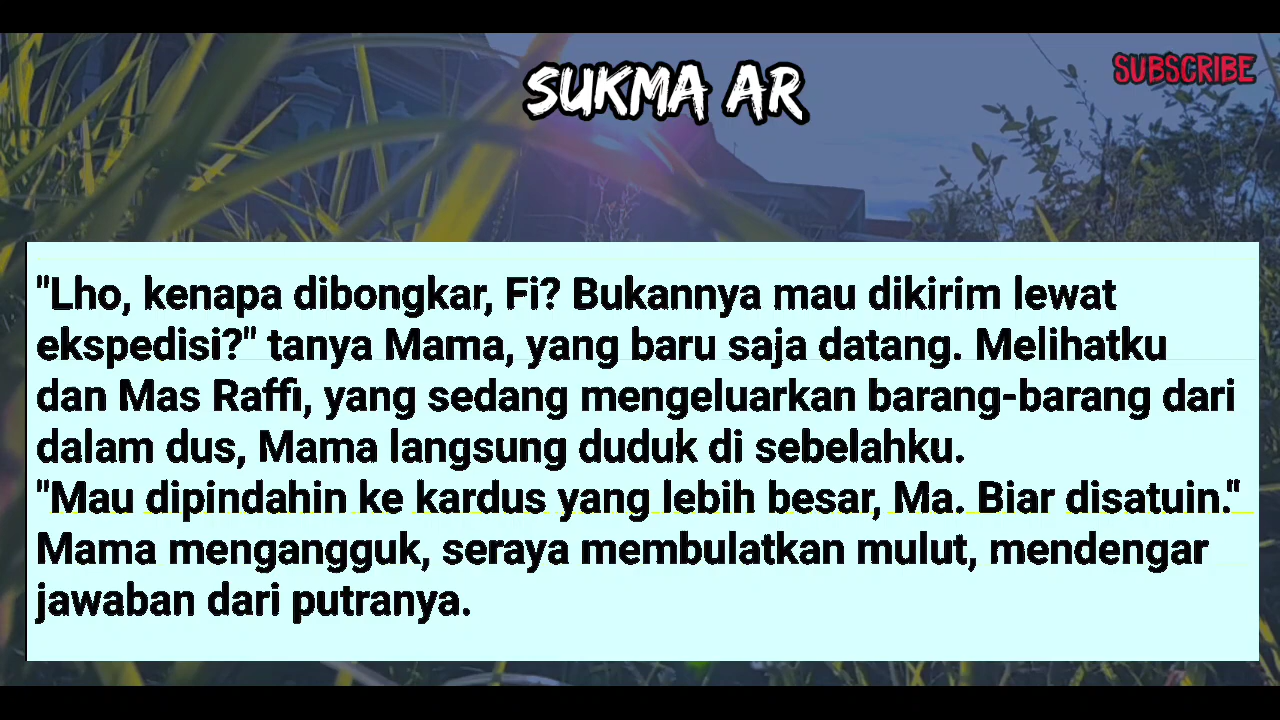 SUKMA AR
SUBSCRIBE
"Lho, kenapa dibongkar, Fi? Bukannya mau dikirim lewat
ekspedisi?" tanya Mama, yang baru saja datang. Melihatku
dan Mas Raffi, yang sedang mengeluarkan barang-barang dari
dalam dus, Mama langsung duduk di sebelahku.
"Mau dipindahin ke kardus yang lebih besar, Ma. Biar disatuin."
Mama mengangguk, seraya membulatkan mulut, mendengar
jawaban dari putranya.